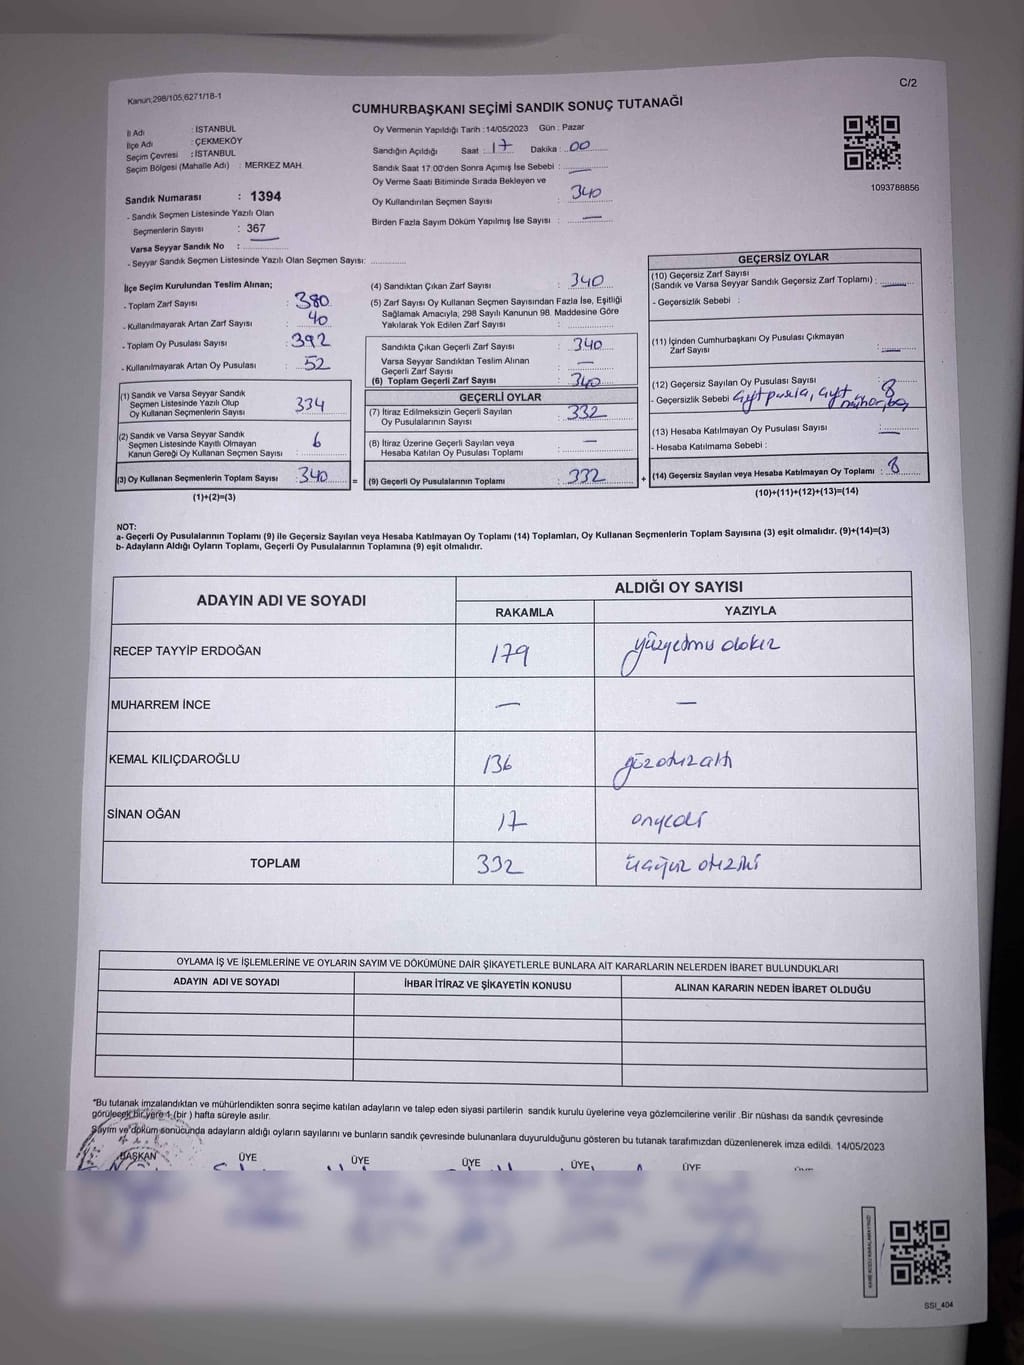 C/2
Kanun:298/105,6271/18-1
CUMHURBAŞKANI SEÇİMİ SANDIK SONUÇ TUTANAĞI
İl Adı : İSTANBUL
İlçe Adı : ÇEKMEKÖY
Seçim Çevresi : İSTANBUL
Seçim Bölgesi (Mahalle Adı) : MERKEZ MAH.
Sandık Numarası : 1394
- Sandık Seçmen Listesinde Yazılı Olan
Seçmenlerin Sayısı : 367
Varsa Seyyar Sandık No :
- Seyyar Sandık Seçmen Listesinde Yazılı Olan Seçmen Sayısı:
Oy Vermenin Yapıldığı Tarih : 14/05/2023 Gün : Pazar
Sandığın Açıldığı Saat : 17 Dakika : 00
Sandık Saat 17:00'den Sonra Açımış İse Sebebi : —
Oy Verme Saati Bitiminde Sırada Bekleyen ve
Oy Kullandırılan Seçmen Sayısı : 340
Birden Fazla Sayım Döküm Yapılmış İse Sayısı : —
1093788856
İlçe Seçim Kurulundan Teslim Alınan;
- Toplam Zarf Sayısı : 380
- Kullanılmayarak Artan Zarf Sayısı : 40
- Toplam Oy Pusulası Sayısı : 392
- Kullanılmayarak Artan Oy Pusulası : 52
(1) Sandık ve Varsa Seyyar Sandık
Seçmen Listesinde Yazılı Olup
Oy Kullanan Seçmenlerin Sayısı : 334
(2) Sandık ve Varsa Seyyar Sandık
Seçmen Listesinde Kayıtlı Olmayan
Kanun Gereği Oy Kullanan Seçmen Sayısı : 6
(3) Oy Kullanan Seçmenlerin Toplam Sayısı : 340 =
(1)+(2)=(3)
(4) Sandıktan Çıkan Zarf Sayısı : 340
(5) Zarf Sayısı Oy Kullanan Seçmen Sayısından Fazla İse, Eşitliği
Sağlamak Amacıyla, 298 Sayılı Kanunun 98. Maddesine Göre
Yakılarak Yok Edilen Zarf Sayısı :
Sandıkta Çıkan Geçerli Zarf Sayısı : 340
Varsa Seyyar Sandıktan Teslim Alınan
Geçerli Zarf Sayısı : —
(6) Toplam Geçerli Zarf Sayısı : 340
GEÇERLİ OYLAR
(7) İtiraz Edilmeksizin Geçerli Sayılan
Oy Pusulalarının Sayısı : 332
(8) İtiraz Üzerine Geçerli Sayılan veya
Hesaba Katılan Oy Pusulası Toplamı : —
(9) Geçerli Oy Pusulalarının Toplamı : 332 +
GEÇERSİZ OYLAR
(10) Geçersiz Zarf Sayısı
(Sandık ve Varsa Seyyar Sandık Geçersiz Zarf Toplamı) : —
- Geçersizlik Sebebi :
(11) İçinden Cumhurbaşkanı Oy Pusulası Çıkmayan
Zarf Sayısı : —
(12) Geçersiz Sayılan Oy Pusulası Sayısı : 8
- Geçersizlik Sebebi
(13) Hesaba Katılmayan Oy Pusulası Sayısı : —
- Hesaba Katılmama Sebebi :
(14) Geçersiz Sayılan veya Hesaba Katılmayan Oy Toplamı : 8
(10)+(11)+(12)+(13)=(14)
NOT:
a- Geçerli Oy Pusulalarının Toplamı (9) ile Geçersiz Sayılan veya Hesaba Katılmayan Oy Toplamı (14) Toplamları, Oy Kullanan Seçmenlerin Toplam Sayısına (3) eşit olmalıdır. (9)+(14)=(3)
b- Adayların Aldığı Oyların Toplamı, Geçerli Oy Pusulalarının Toplamına (9) eşit olmalıdır.
ADAYIN ADI VE SOYADI
ALDIĞI OY SAYISI
RAKAMLA YAZIYLA
RECEP TAYYİP ERDOĞAN 179 yüzyetmiş dokuz
MUHARREM İNCE — —
KEMAL KILIÇDAROĞLU 136 yüzotuzaltı
SİNAN OĞAN 17 onyedi
TOPLAM 332 üçyüz otuziki
OYLAMA İŞ VE İŞLEMLERİNE VE OYLARIN SAYIM VE DÖKÜMÜNE DAİR ŞİKAYETLERLE BUNLARA AİT KARARLARIN NELERDEN İBARET BULUNDUKLARI
ADAYIN ADI VE SOYADI İHBAR İTİRAZ VE ŞİKAYETİN KONUSU ALINAN KARARIN NEDEN İBARET OLDUĞU
"Bu tutanak imzalandıktan ve mühürlendikten sonra seçime katılan adayların ve talep eden siyasi partilerin sandık kurulu üyelerine veya gözlemcilerine verilir .Bir nüshası da sandık çevresinde
görülecek bir yere 1 (bir ) hafta süreyle asılır.
Sayım ve döküm sonucunda adayların aldığı oyların sayılarını ve bunların sandık çevresinde bulunanlara duyurulduğunu gösteren bu tutanak tarafımızdan düzenlenerek imza edildi. 14/05/2023
BAŞKAN ÜYE ÜYE ÜYE ÜYE ÜYE
KARE KODU KARALAMAYINIZ!
SSI_404